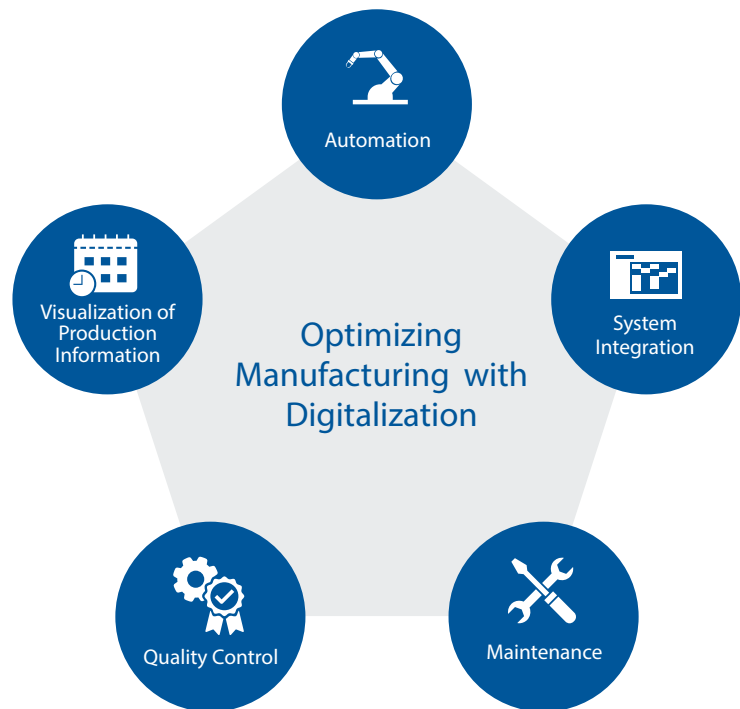 Automation
Visualization of
Production
Information
System
Integration
Optimizing
Manufacturing with
Digitalization
Quality Control
Maintenance